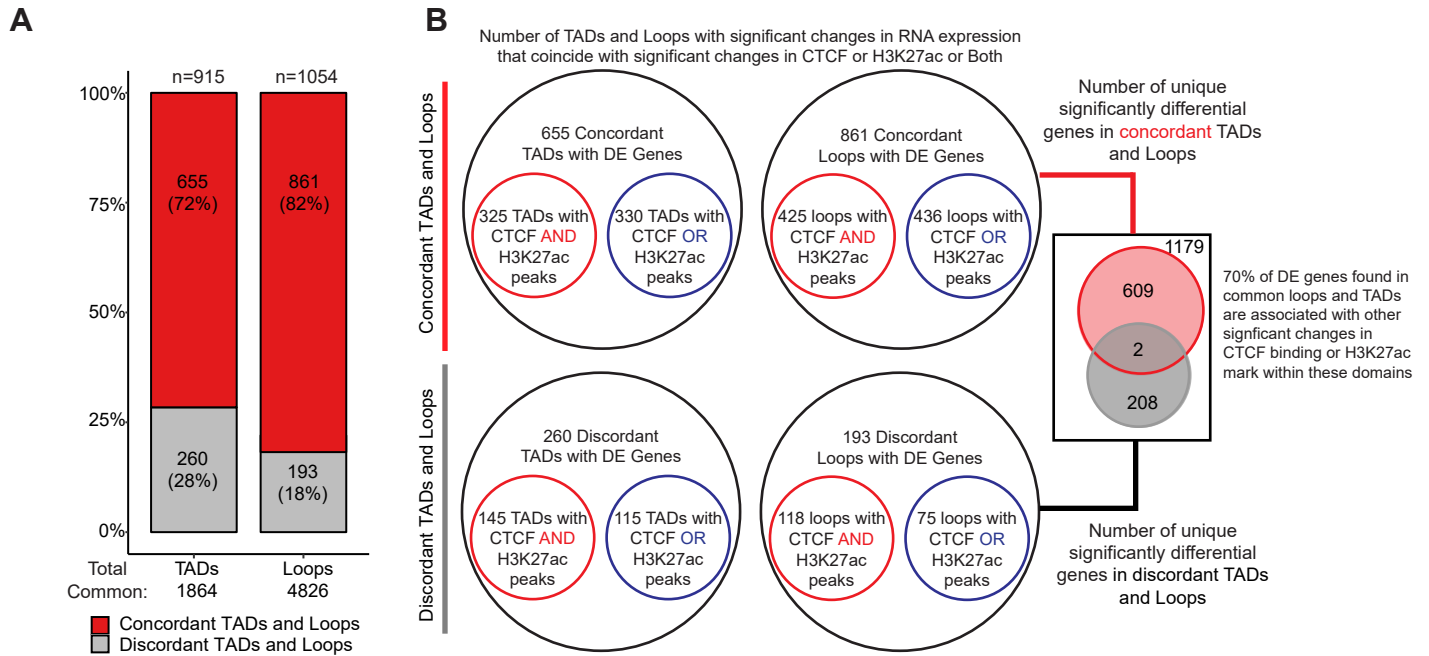 A
n=915
n=1054
100%
75%
50%
25%
0%
655
(72%)
861
(82%)
260
(28%)
193
(18%)
Total
Common:
TADs
1864
Loops
4826
Concordant TADs and Loops
Discordant TADs and Loops
B
Number of TADs and Loops with significant changes in RNA expression
that coincide with significant changes in CTCF or H3K27ac or Both
Concordant TADs and Loops
655 Concordant
TADs with DE Genes
325 TADs with
CTCF AND
H3K27ac
peaks
330 TADs with
CTCF OR
H3K27ac
peaks
861 Concordant
Loops with DE Genes
425 loops with
CTCF AND
H3K27ac
peaks
436 loops with
CTCF OR
H3K27ac
peaks
Discordant TADs and Loops
260 Discordant
TADs with DE Genes
145 TADs with
CTCF AND
H3K27ac
peaks
115 TADs with
CTCF OR
H3K27ac
peaks
193 Discordant
Loops with DE Genes
118 loops with
CTCF AND
H3K27ac
peaks
75 loops with
CTCF OR
H3K27ac
peaks
Number of unique
significantly differential
genes in concordant TADs
and Loops
1179
609
2
208
70% of DE genes found in
common loops and TADs
are associated with other
signficant changes in
CTCF binding or H3K27ac
mark within these domains
Number of unique
significantly differential
genes in discordant TADs
and Loops